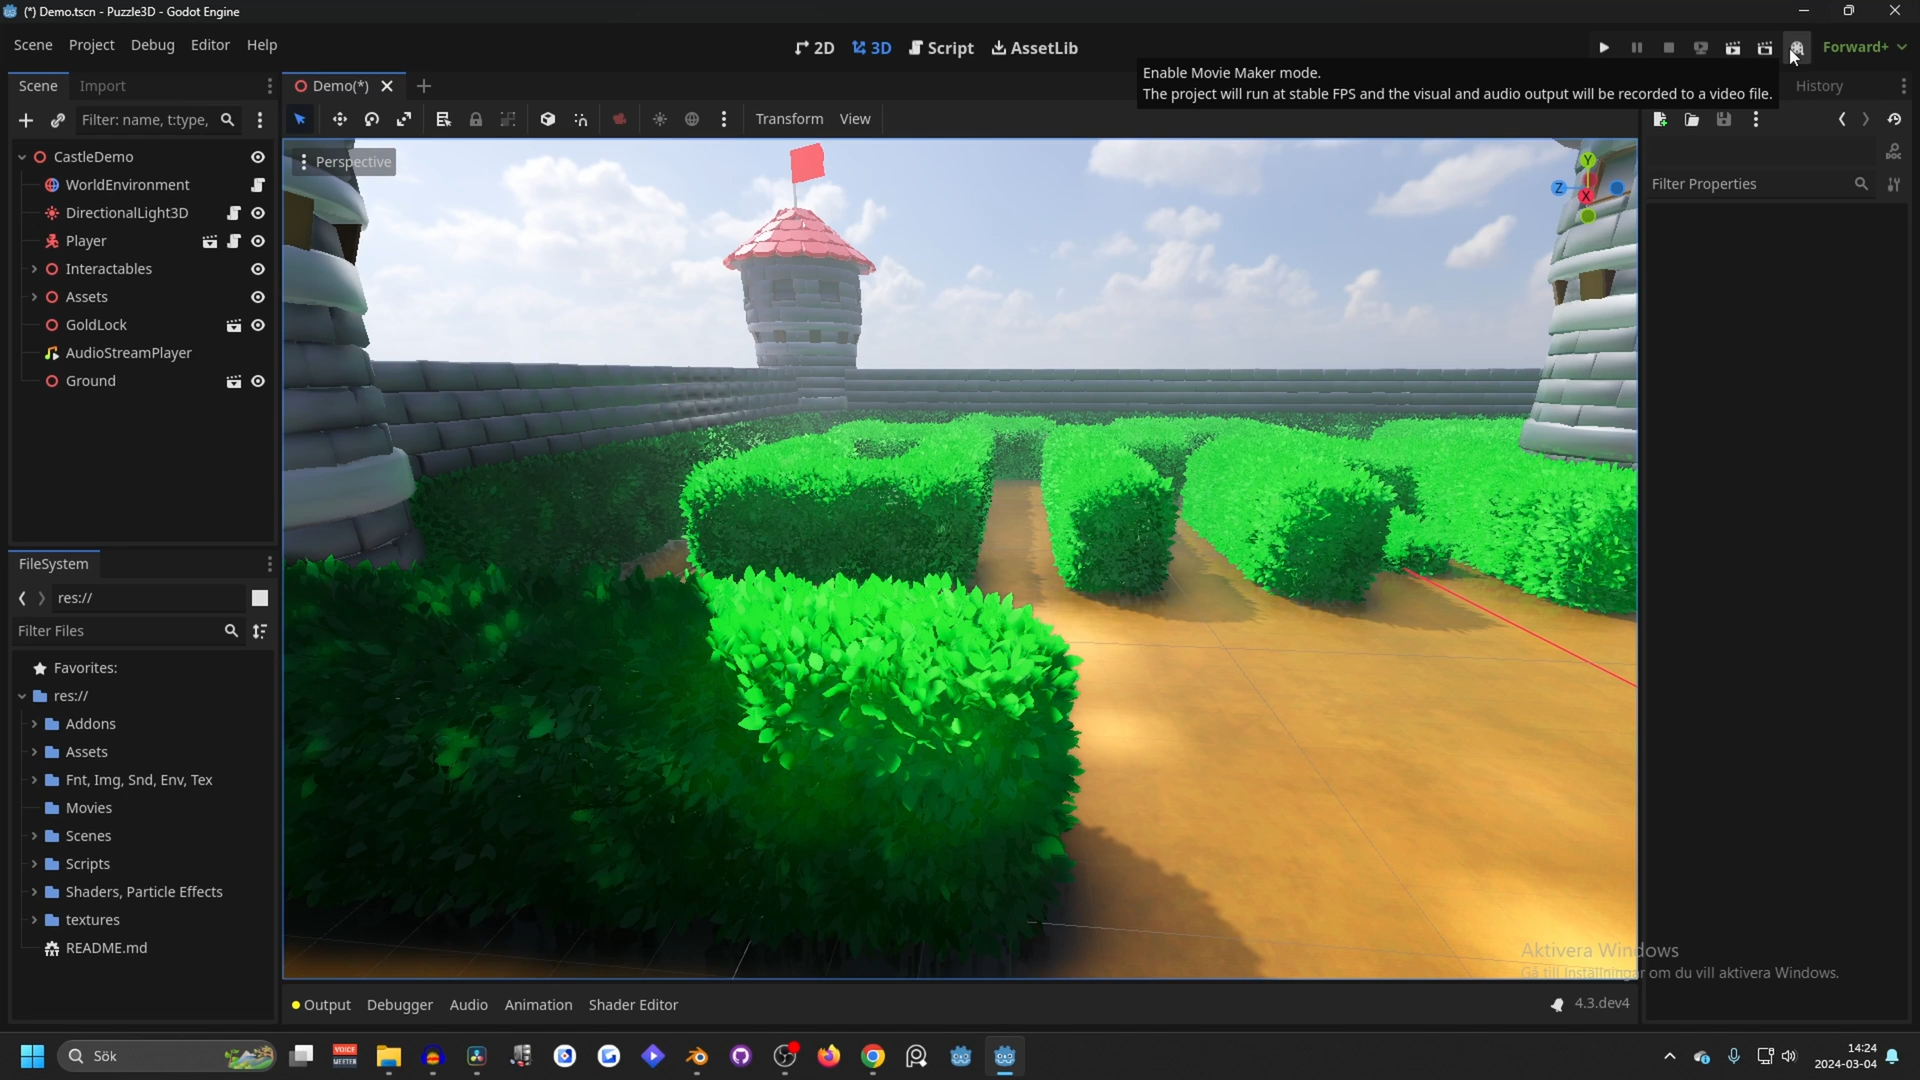 (*) Demo.tscn - Puzzle3D - Godot Engine
Scene Project Debug Editor Help
2D 3D Script AssetLib
Forward+
Enable Movie Maker mode.
The project will run at stable FPS and the visual and audio output will be recorded to a video file.
Scene Import
Demo(*)
History
Filter: name, t:type,
Transform View
Perspective
Y
Z
X
Filter Properties
CastleDemo
WorldEnvironment
DirectionalLight3D
Player
Interactables
Assets
GoldLock
AudioStreamPlayer
Ground
FileSystem
res://
Filter Files
Favorites:
res://
Addons
Assets
Fnt, Img, Snd, Env, Tex
Movies
Scenes
Scripts
Shaders, Particle Effects
textures
README.md
Aktivera Windows
Gå till Inställningar om du vill aktivera Windows.
Output Debugger Audio Animation Shader Editor
4.3.dev4
Sök
VOICE
MEETER
14:24
2024-03-04